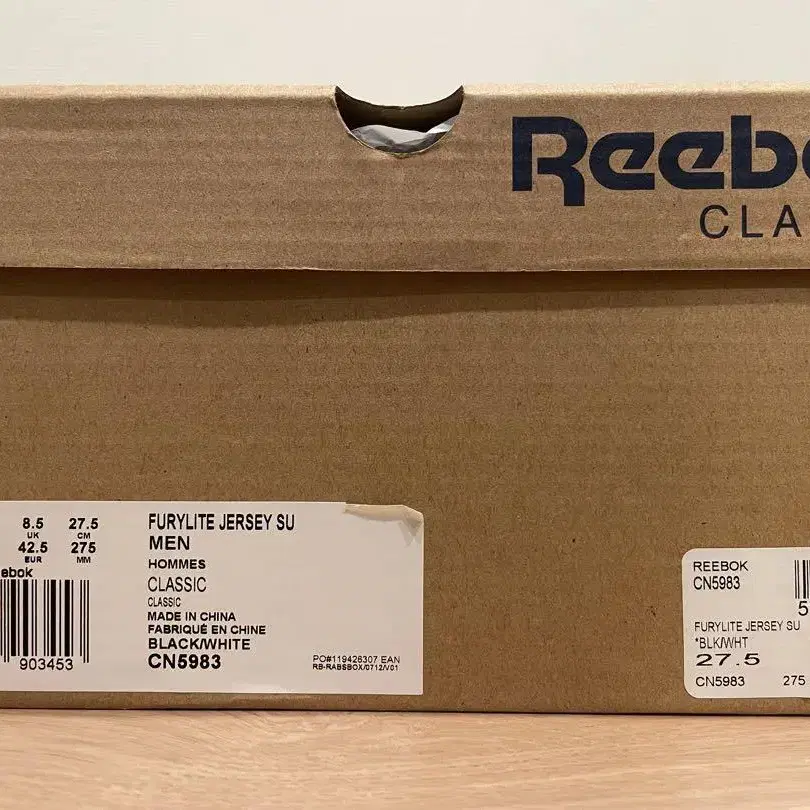 Reebo
CLA
8.5 27.5
UK CM
42.5 275
EUR MM
ebok
903453
FURYLITE JERSEY SU
MEN
HOMMES
CLASSIC
CLASSIC
MADE IN CHINA
FABRIQUÉ EN CHINE
BLACK/WHITE
CN5983
PO#119426307 EAN
RB-RABSBOX/0712/V01
REEBOK
CN5983
5
FURYLITE JERSEY SU
*BLK/WHT
27.5
CN5983 275